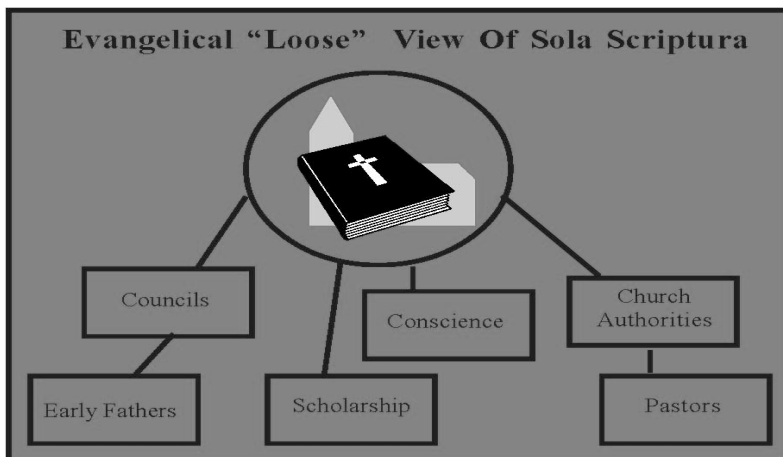 Evangelical “Loose” View Of Sola Scriptura
Councils
Conscience
Church
Authorities
Early Fathers
Scholarship
Pastors